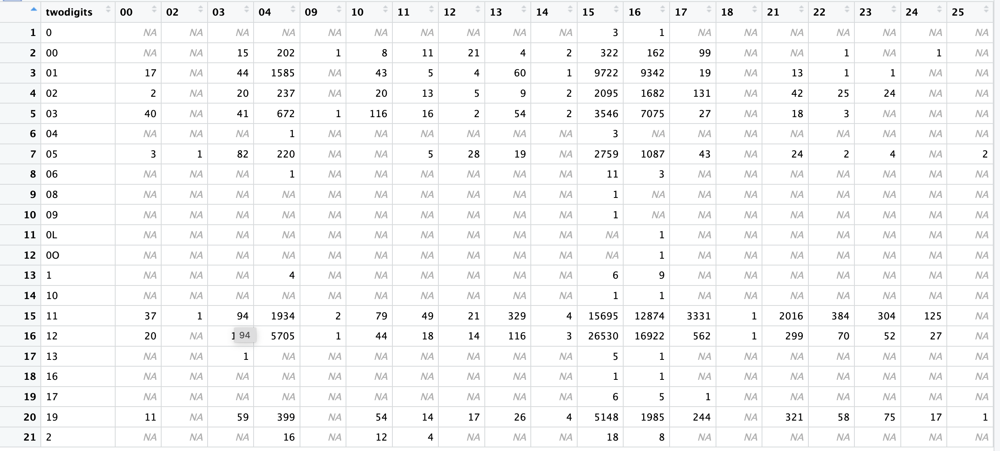 twodigits 00 02 03 04 09 10 11 12 13 14 15 16 17 18 21 22 23 24 25
1 0 NA NA NA NA NA NA NA NA NA NA 3 1 NA NA NA NA NA NA NA
2 00 NA NA 15 202 1 8 11 21 4 2 322 162 99 NA NA 1 NA 1 NA
3 01 17 NA 44 1585 NA 43 5 4 60 1 9722 9342 19 NA 13 1 1 NA NA
4 02 2 NA 20 237 NA 20 13 5 9 2 2095 1682 131 NA 42 25 24 NA NA
5 03 40 NA 41 672 1 116 16 2 54 2 3546 7075 27 NA 18 3 NA NA NA
6 04 NA NA NA 1 NA NA NA NA NA NA 3 NA NA NA NA NA NA NA NA
7 05 3 1 82 220 NA NA 5 28 19 NA 2759 1087 43 NA 24 2 4 NA 2
8 06 NA NA NA 1 NA NA NA NA NA NA 11 3 NA NA NA NA NA NA NA
9 08 NA NA NA NA NA NA NA NA NA NA 1 NA NA NA NA NA NA NA NA
10 09 NA NA NA NA NA NA NA NA NA NA 1 NA NA NA NA NA NA NA NA
11 0L NA NA NA NA NA NA NA NA NA NA NA 1 NA NA NA NA NA NA NA
12 0O NA NA NA NA NA NA NA NA NA NA NA 1 NA NA NA NA NA NA NA
13 1 NA NA NA 4 NA NA NA NA NA NA 6 9 NA NA NA NA NA NA NA
14 10 NA NA NA NA NA NA NA NA NA NA 1 1 NA NA NA NA NA NA NA
15 11 37 1 94 1934 2 79 49 21 329 4 15695 12874 3331 1 2016 384 304 125 NA
16 12 20 NA 94 5705 1 44 18 14 116 3 26530 16922 562 1 299 70 52 27 NA
17 13 NA NA 1 NA NA NA NA NA NA NA 5 1 NA NA NA NA NA NA NA
18 16 NA NA NA NA NA NA NA NA NA NA 1 1 NA NA NA NA NA NA NA
19 17 NA NA NA NA NA NA NA NA NA NA 6 5 1 NA NA NA NA NA NA
20 19 11 NA 59 399 NA 54 14 17 26 4 5148 1985 244 NA 321 58 75 17 1
21 2 NA NA NA 16 NA 12 4 NA NA NA 18 8 NA NA NA NA NA NA NA